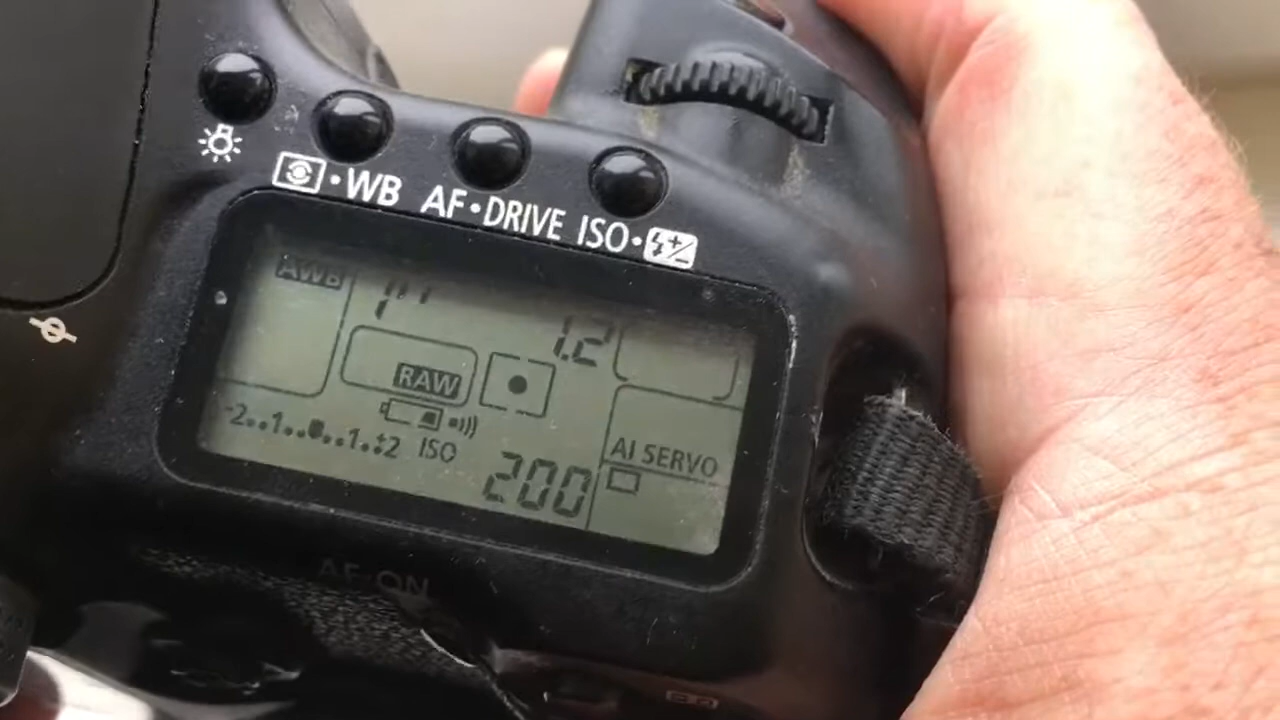 •WB AF•DRIVE ISO•
AWB 1" 1.2
RAW
-2..1..0..1..+2 ISO 200
AI SERVO
AF-ON